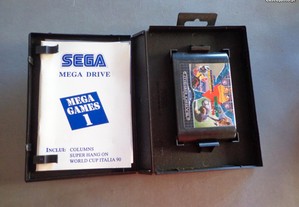 SEGA
MEGA DRIVE
MEGA
GAMES
1
INCLUI: COLUMNS
SUPER HANG ON
WORLD CUP ITALIA 90